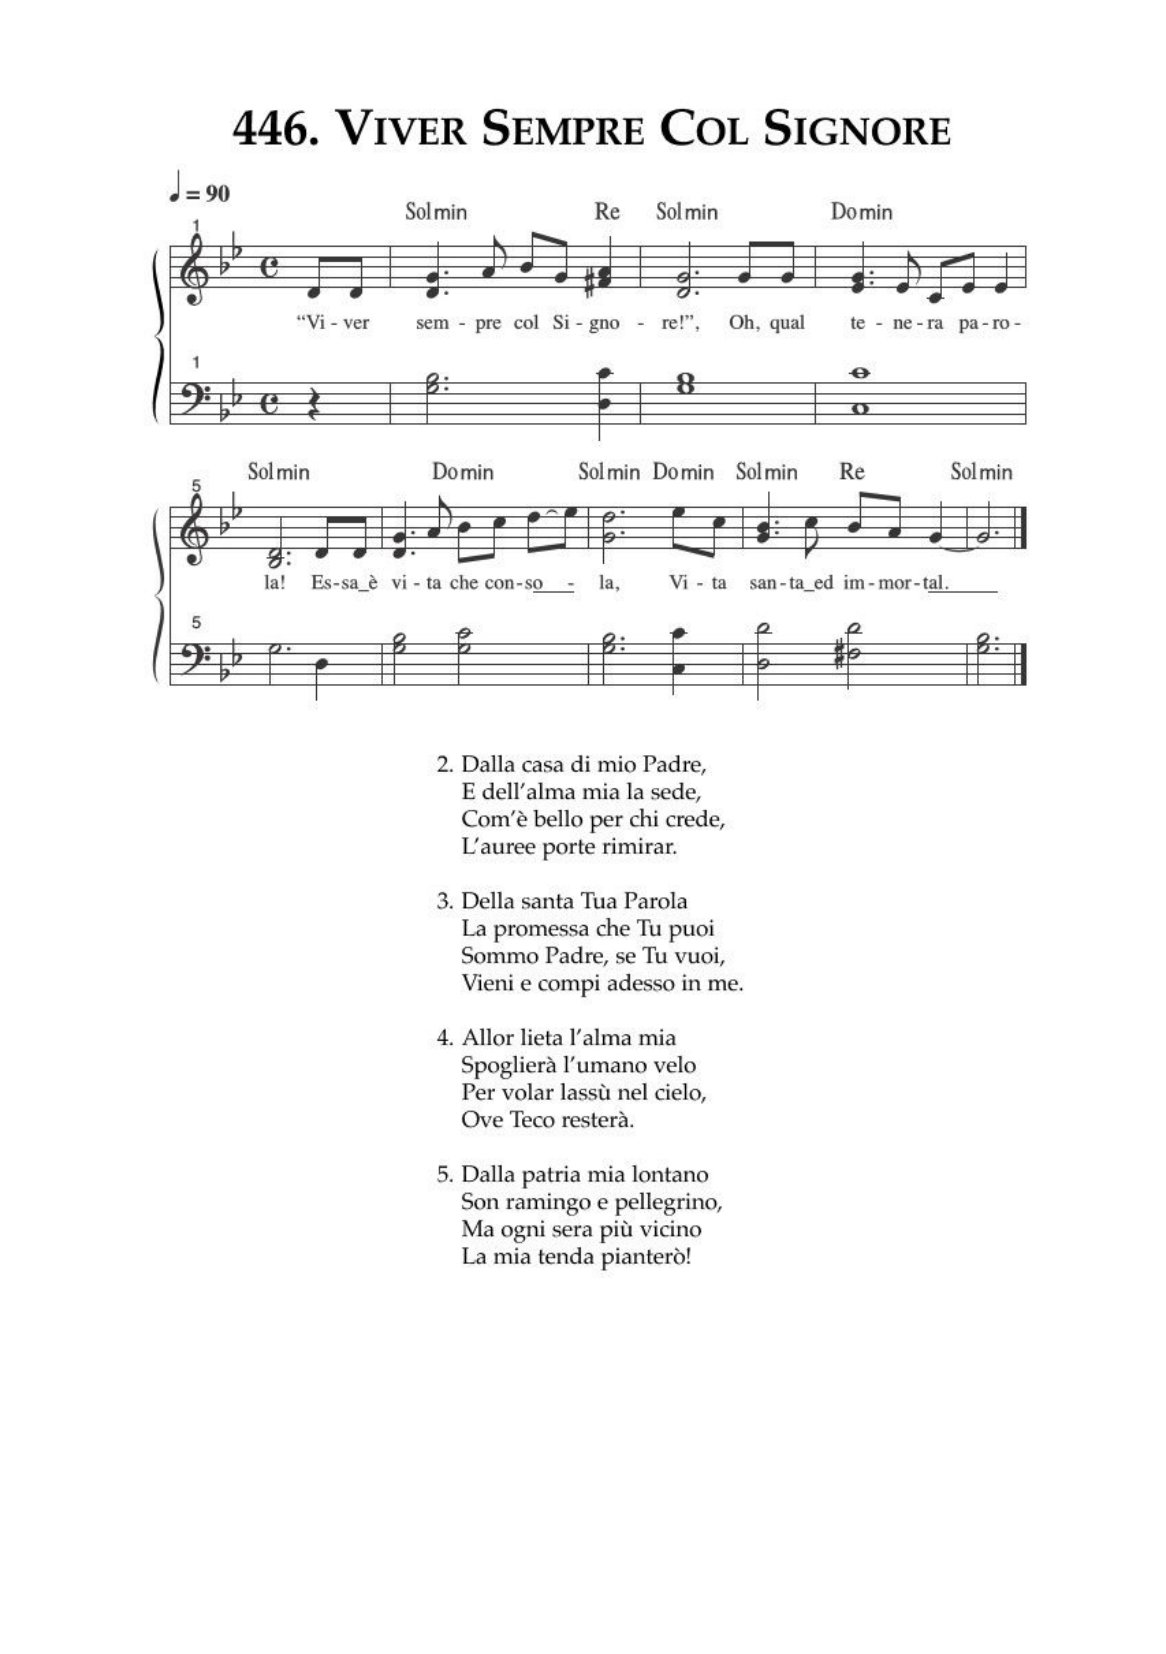 446. VIVER SEMPRE COL SIGNORE
♩ = 90
Solmin Re Solmin Domin
1
“Vi - ver sem - pre col Si - gno - re!”, Oh, qual te - ne - ra pa - ro -
1
Solmin Domin Solmin Domin Solmin Re Solmin
5
la! Es-sa_è vi - ta che con-so__ - la, Vi - ta san-ta_ed im-mor-tal.____
5
2. Dalla casa di mio Padre,
E dell’alma mia la sede,
Com’è bello per chi crede,
L’auree porte rimirar.
3. Della santa Tua Parola
La promessa che Tu puoi
Sommo Padre, se Tu vuoi,
Vieni e compi adesso in me.
4. Allor lieta l’alma mia
Spoglierà l’umano velo
Per volar lassù nel cielo,
Ove Teco resterà.
5. Dalla patria mia lontano
Son ramingo e pellegrino,
Ma ogni sera più vicino
La mia tenda pianterò!